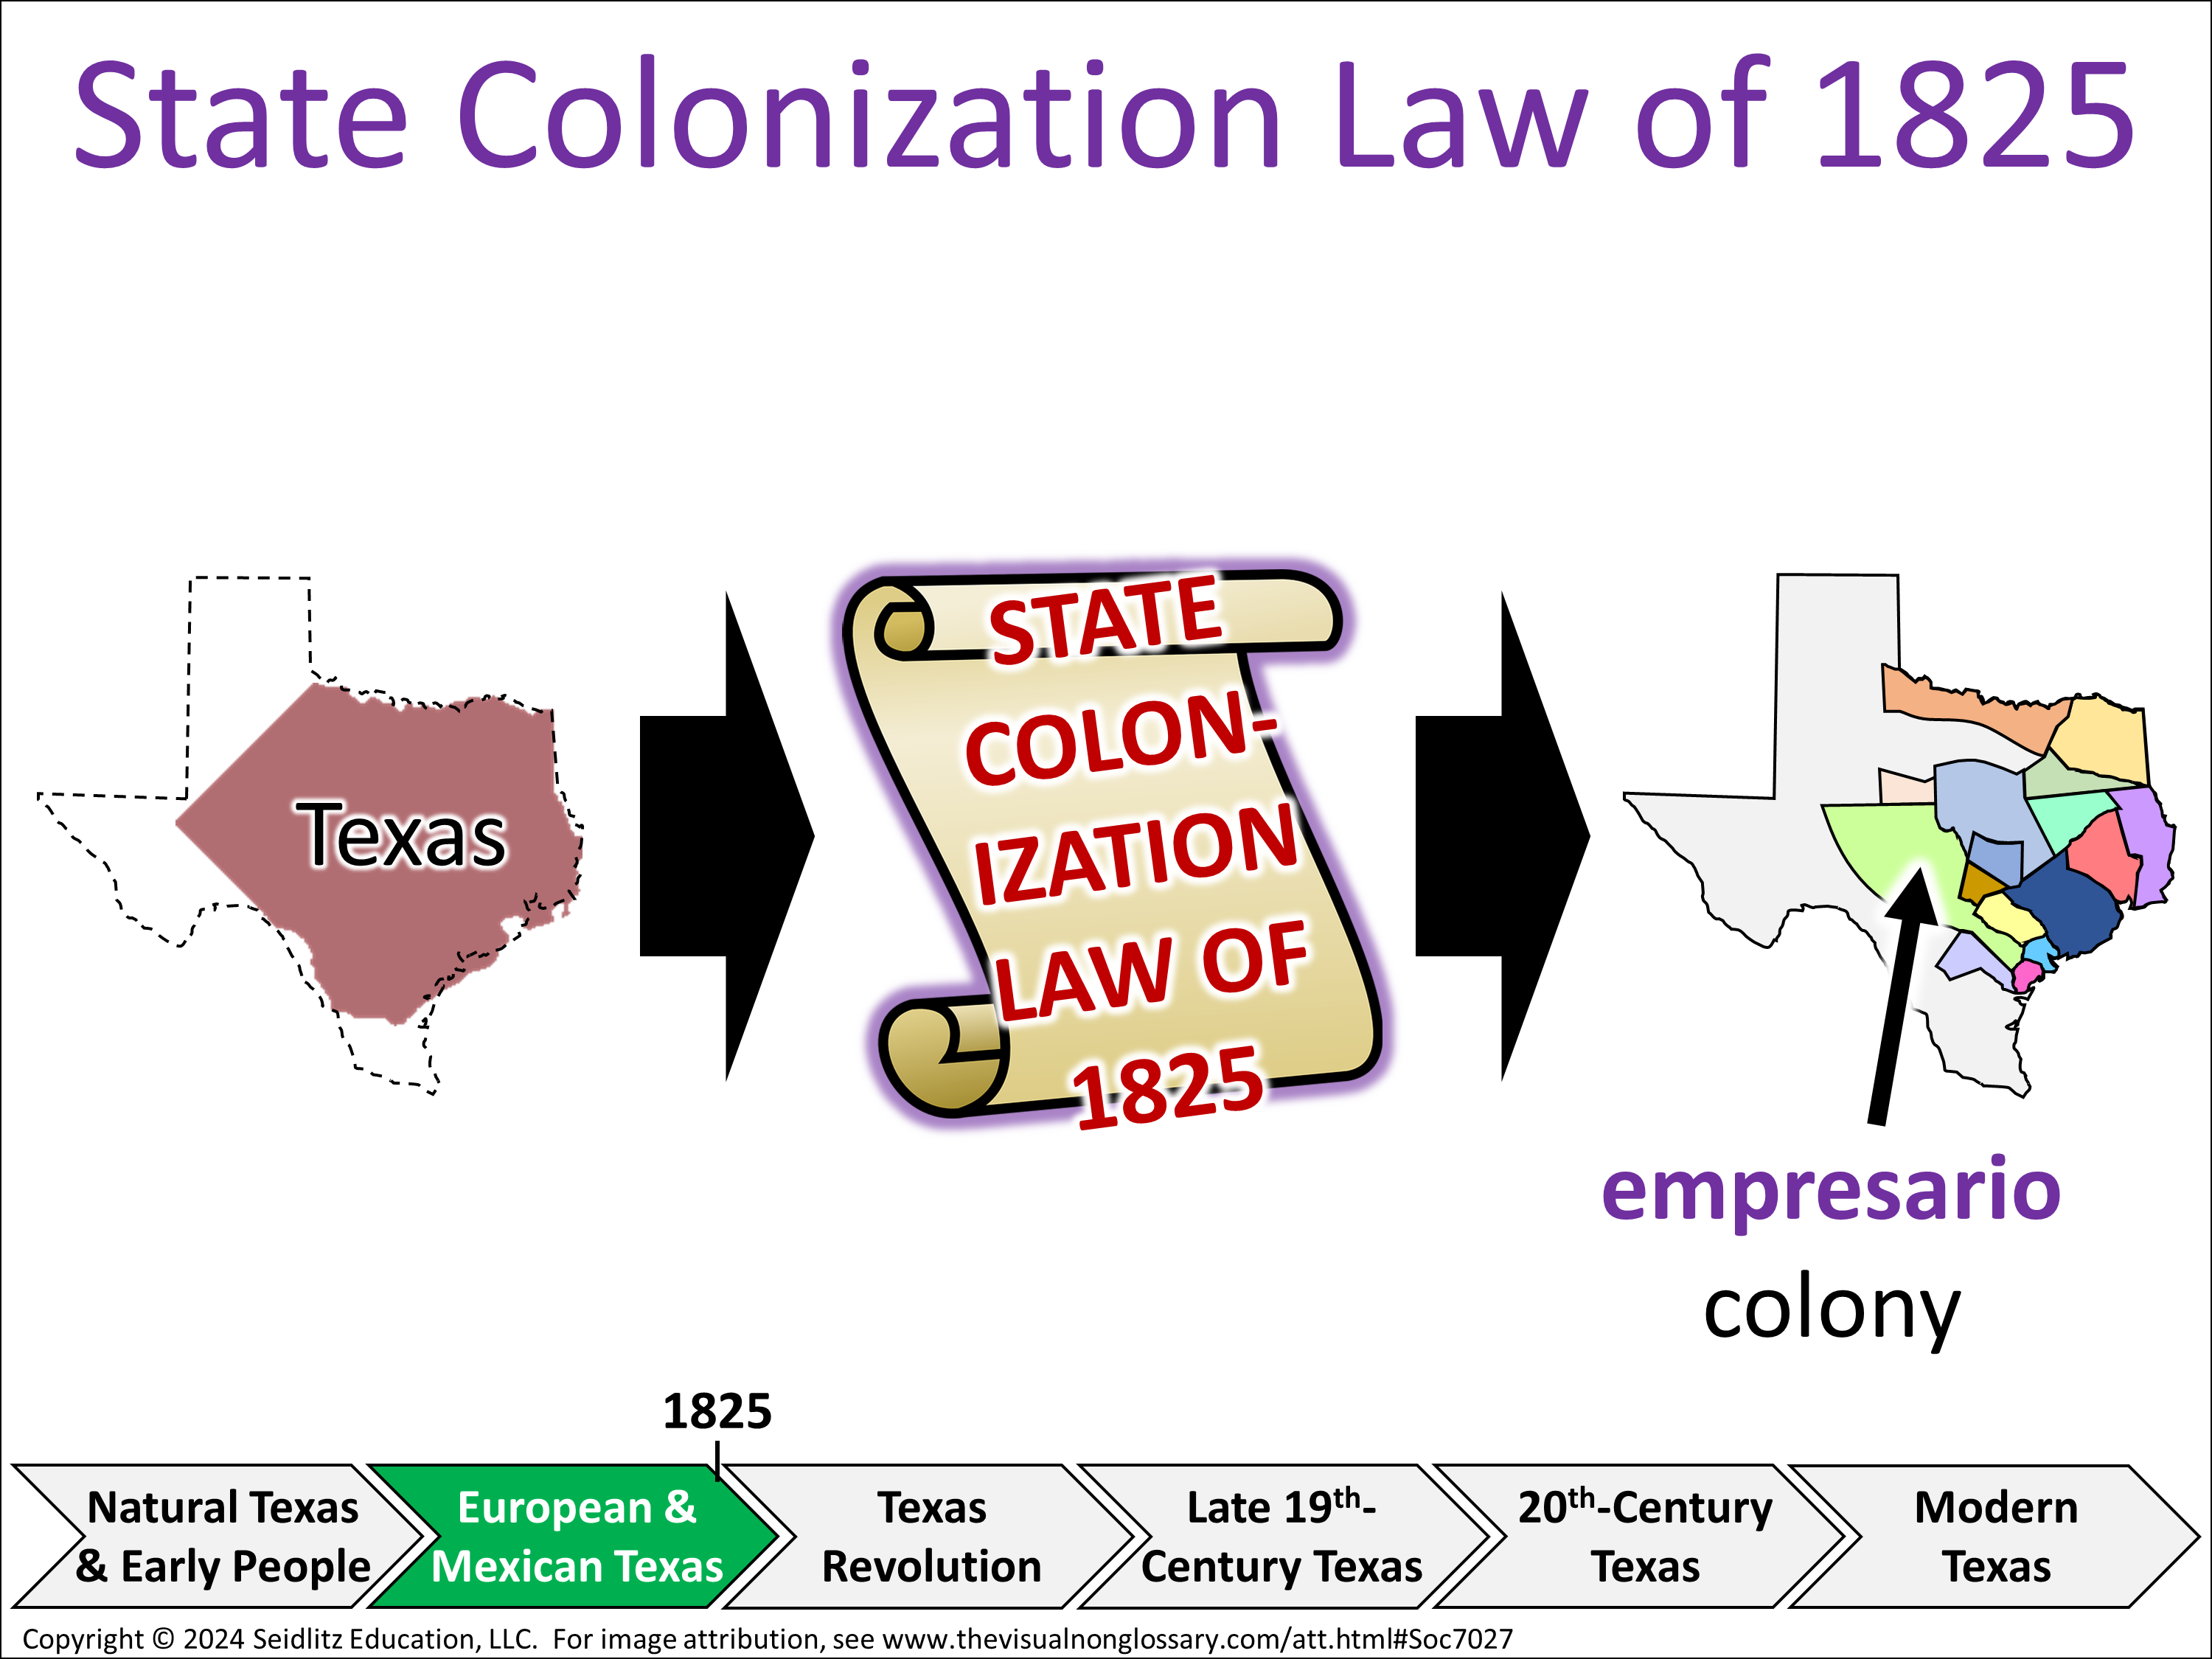 State Colonization Law of 1825
Texas
STATE
COLON-
IZATION
LAW OF
1825
empresario
colony
1825
Natural Texas
& Early People
European &
Mexican Texas
Texas
Revolution
Late 19th-
Century Texas
20th-Century
Texas
Modern
Texas
Copyright © 2024 Seidlitz Education, LLC.  For image attribution, see www.thevisualnonglossary.com/att.html#Soc7027